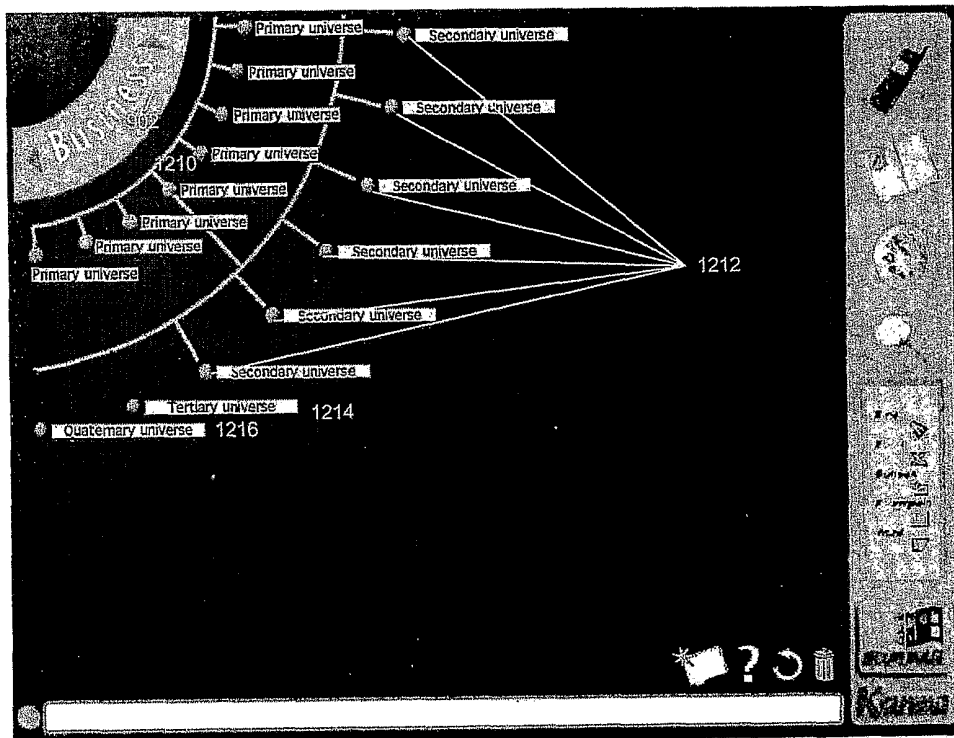 Primary universe
Secondary universe
Primary universe
Primary universe
Secondary universe
Business
Primary universe
1210
Primary universe
Secondary universe
Primary universe
Primary universe
Secondary universe
1212
Primary universe
Secondary universe
Secondary universe
Tertiary universe
1214
Quaternary universe
1216
?
Kanzw